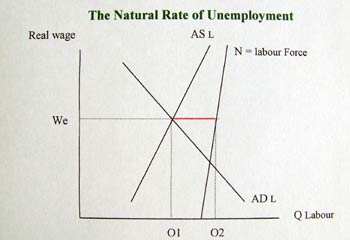 The Natural Rate of Unemployment
Real wage
AS L
N = labour Force
We
AD L
Q Labour
O1
O2